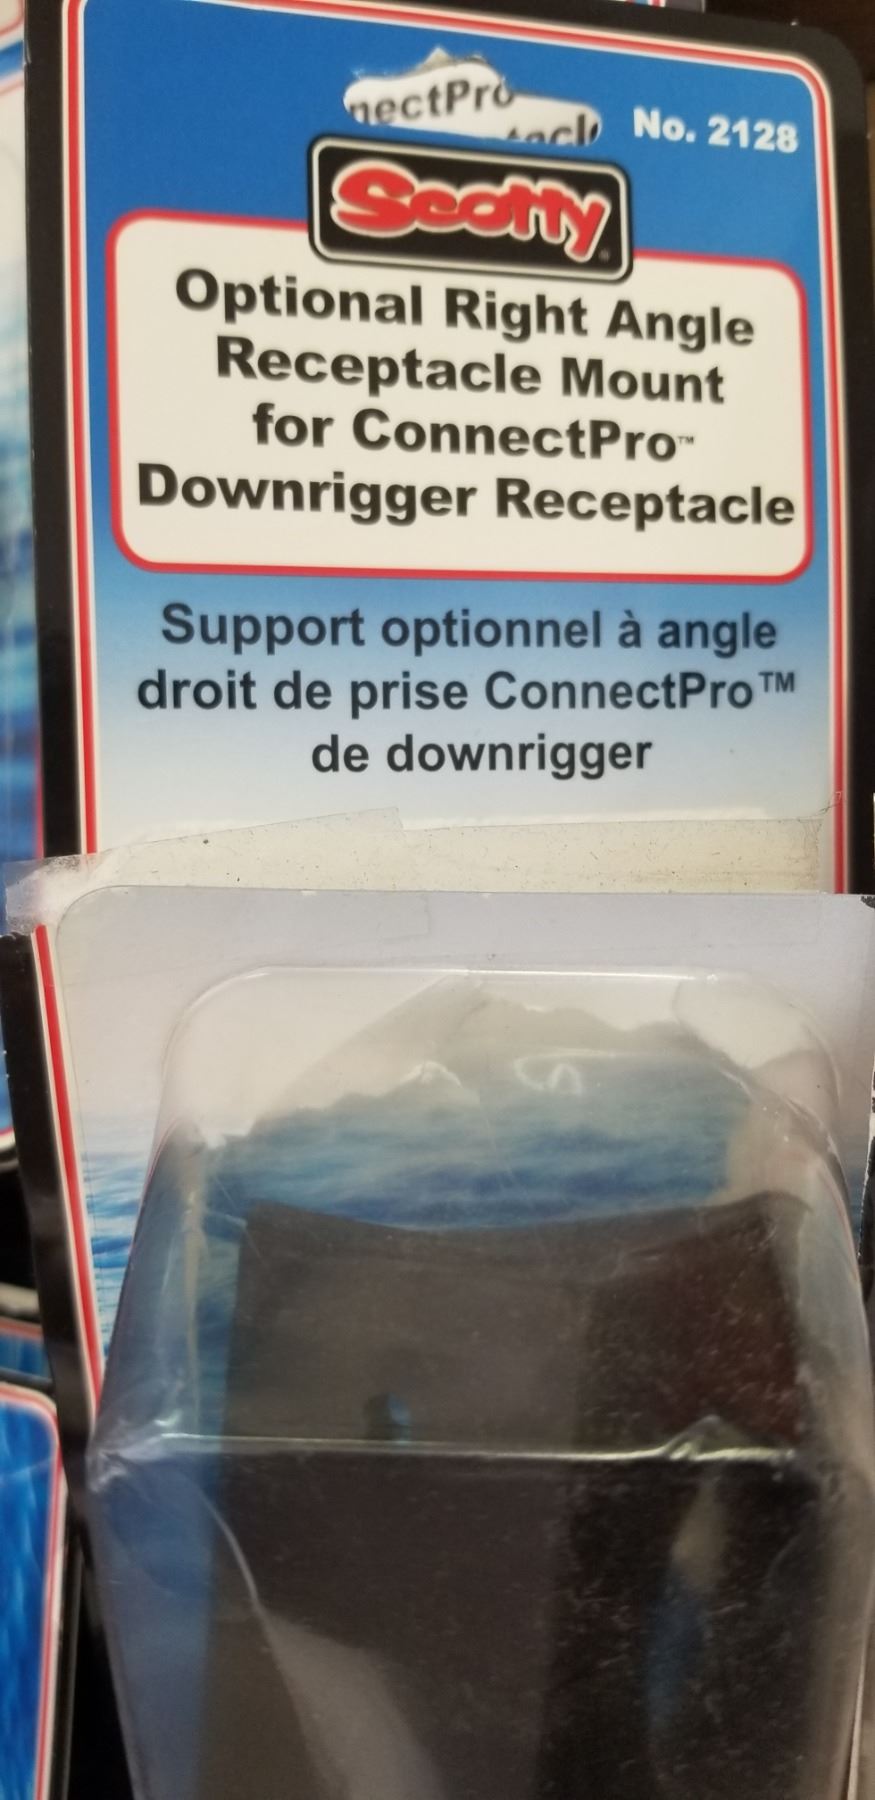 nectPro
No. 2128
Scotty
Optional Right Angle
Receptacle Mount
for ConnectPro™
Downrigger Receptacle
Support optionnel à angle
droit de prise ConnectPro™
de downrigger